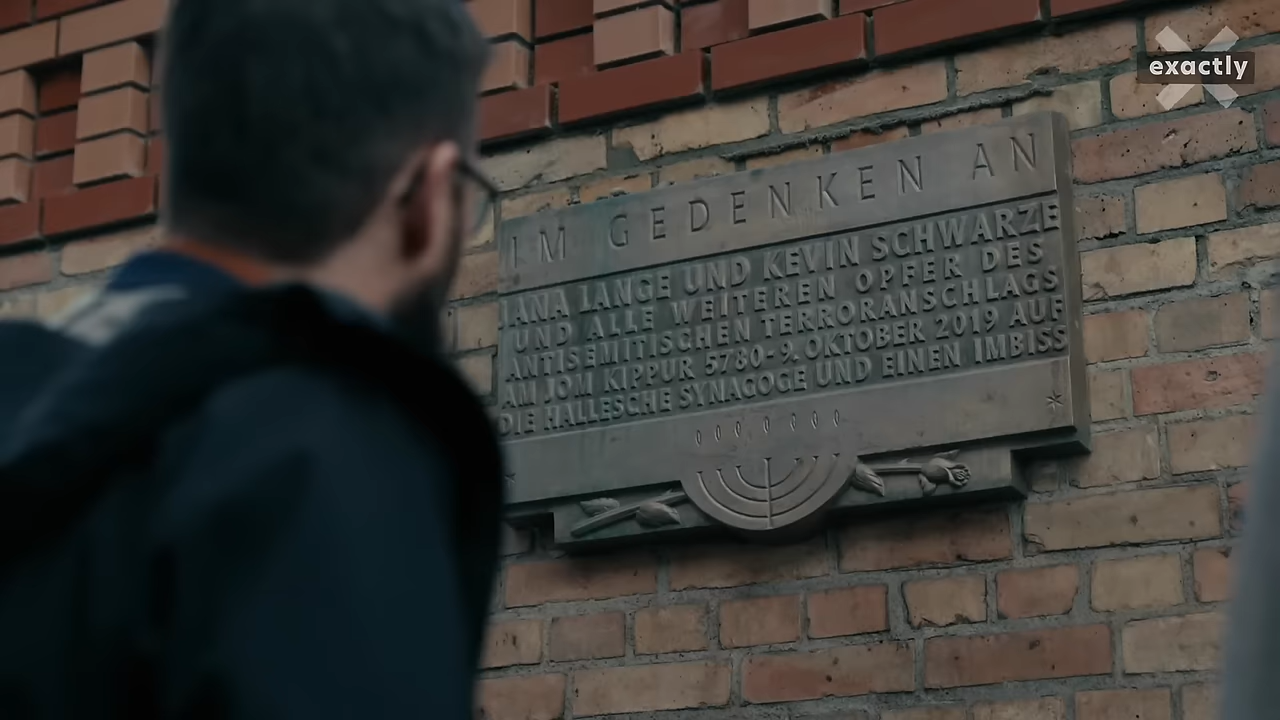 exactly
IM GEDENKEN AN
JANA LANGE UND KEVIN SCHWARZE
UND ALLE WEITEREN OPFER DES
ANTISEMITISCHEN TERRORANSCHLAGS
AM JOM KIPPUR 5780 - 9. OKTOBER 2019 AUF
DIE HALLESCHE SYNAGOGE UND EINEN IMBISS